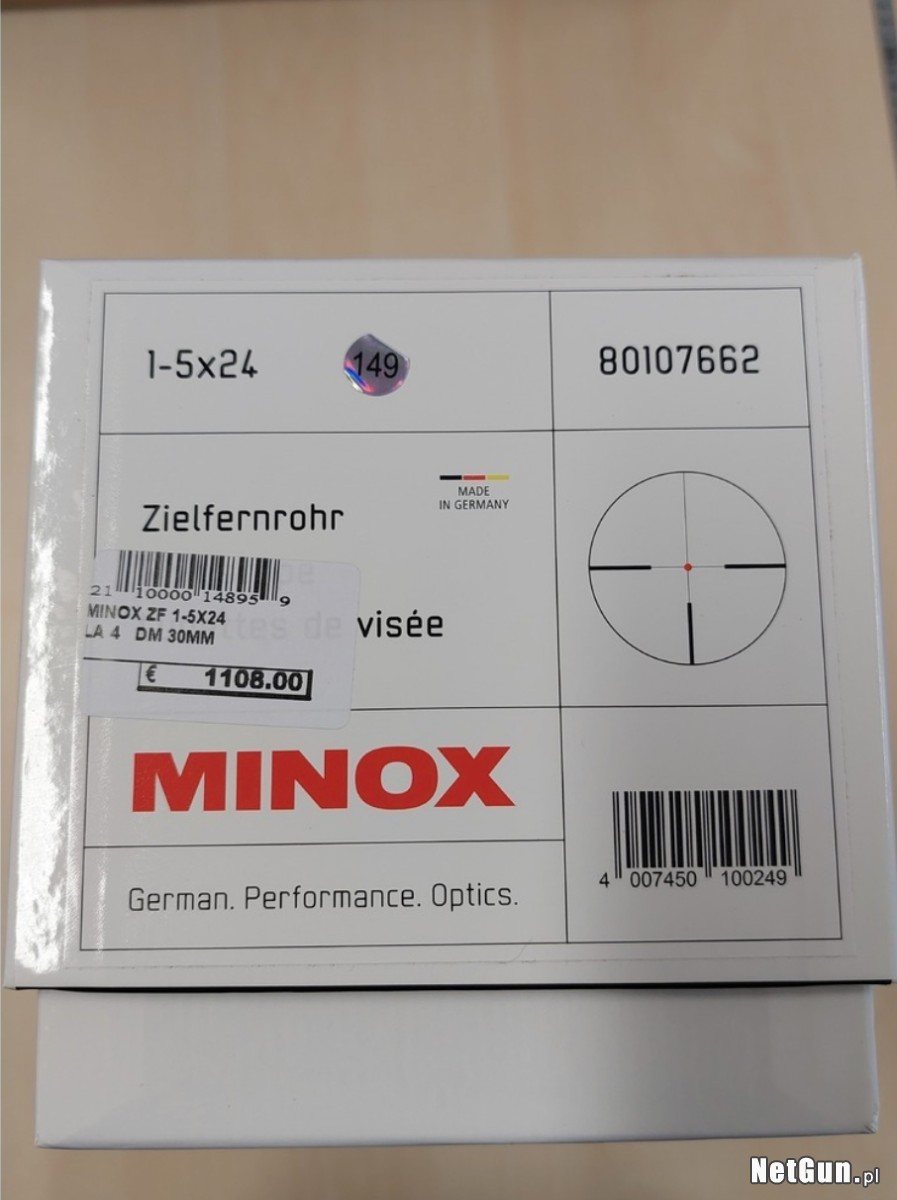 1-5x24
149
80107662
Zielfernrohr
MADE
IN GERMANY
21 10000 14895 9
MINOX ZF 1-5X24
LA 4 DM 30MM
€ 1108.00
de visée
MINOX
German. Performance. Optics.
4 007450 100249
NetGun.pl